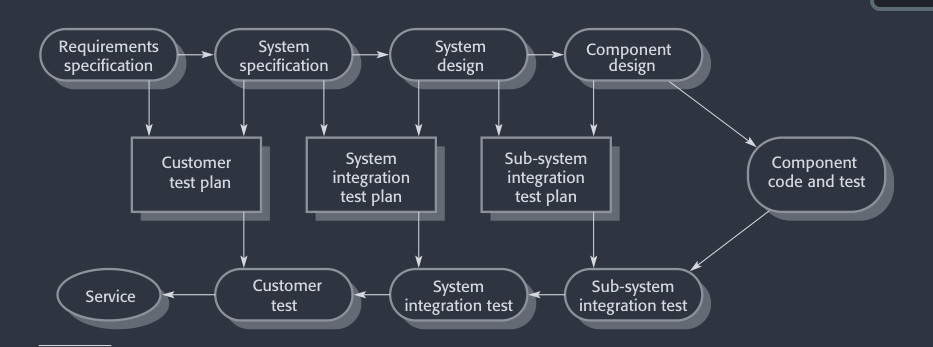 Requirements
specification
System
specification
System
design
Component
design
Customer
test plan
System
integration
test plan
Sub-system
integration
test plan
Component
code and test
Service
Customer
test
System
integration test
Sub-system
integration test